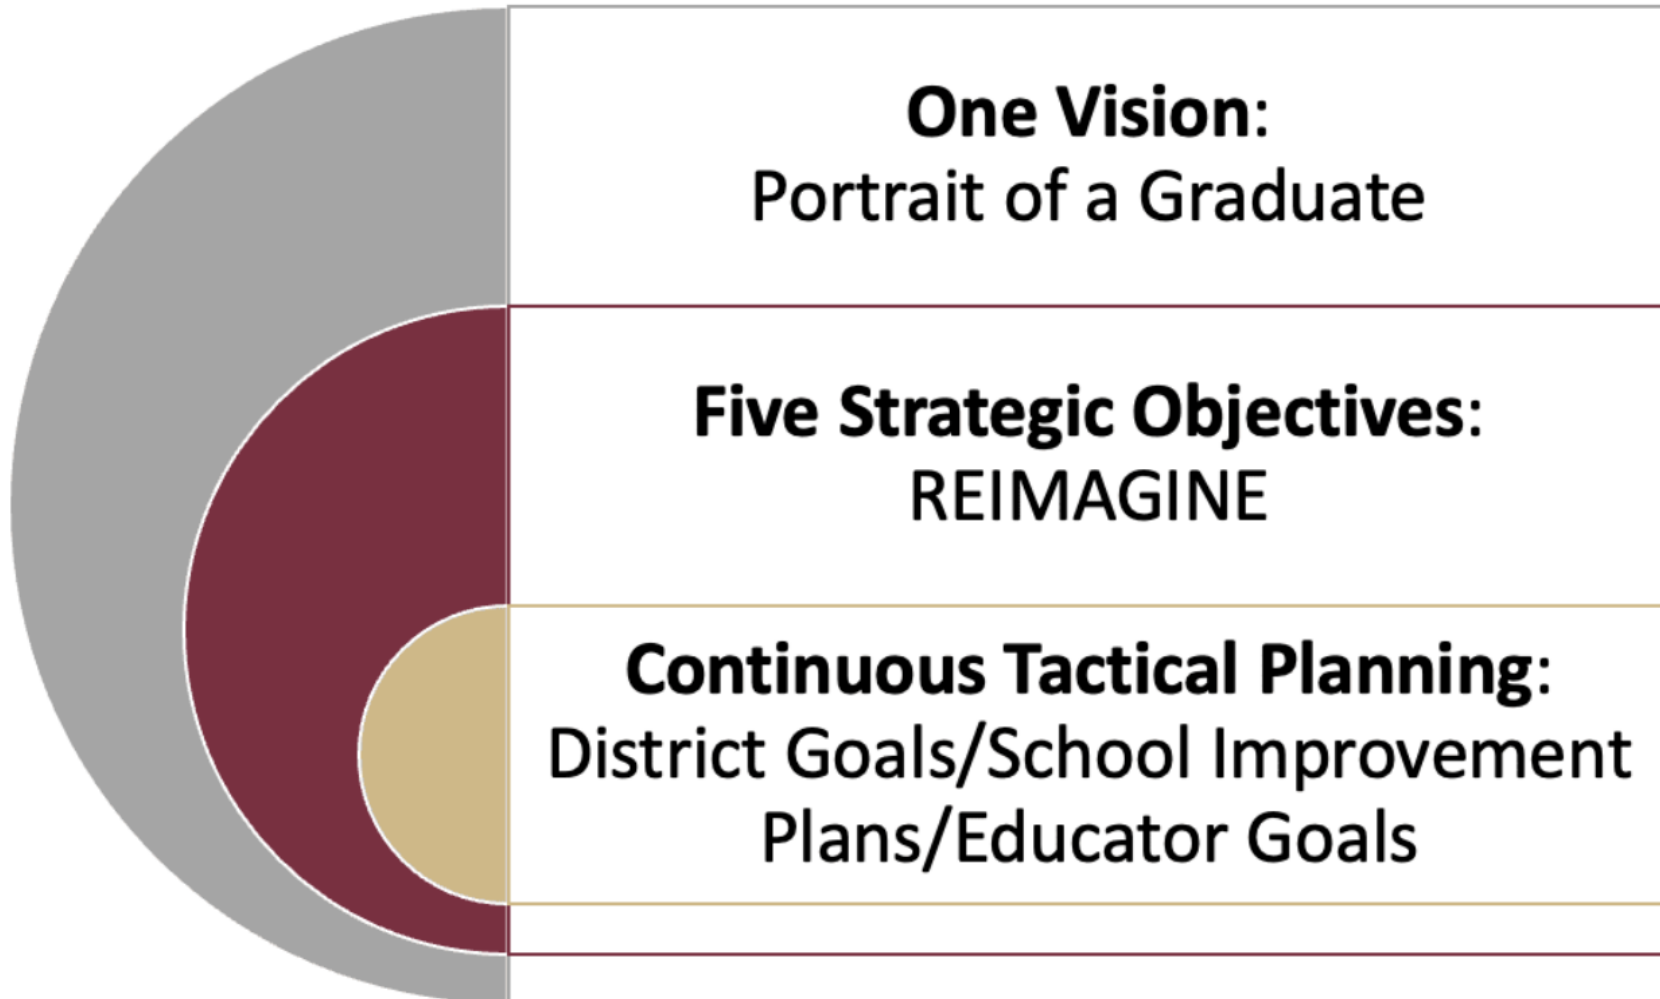 One Vision:
Portrait of a Graduate
Five Strategic Objectives:
REIMAGINE
Continuous Tactical Planning:
District Goals/School Improvement
Plans/Educator Goals